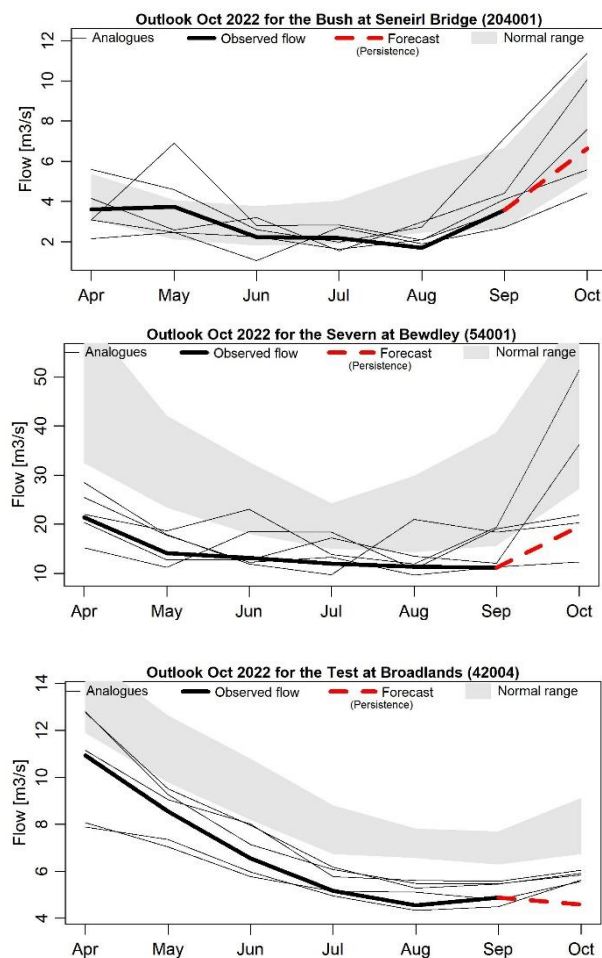 Outlook Oct 2022 for the Bush at Seneirl Bridge (204001)
Analogues Observed flow Forecast Normal range
(Persistence)
12
10
8
6
4
2
Flow [m3/s]
Apr May Jun Jul Aug Sep Oct
Outlook Oct 2022 for the Severn at Bewdley (54001)
Analogues Observed flow Forecast Normal range
(Persistence)
50
40
30
20
10
Flow [m3/s]
Apr May Jun Jul Aug Sep Oct
Outlook Oct 2022 for the Test at Broadlands (42004)
Analogues Observed flow Forecast Normal range
(Persistence)
14
12
10
8
6
4
Flow [m3/s]
Apr May Jun Jul Aug Sep Oct